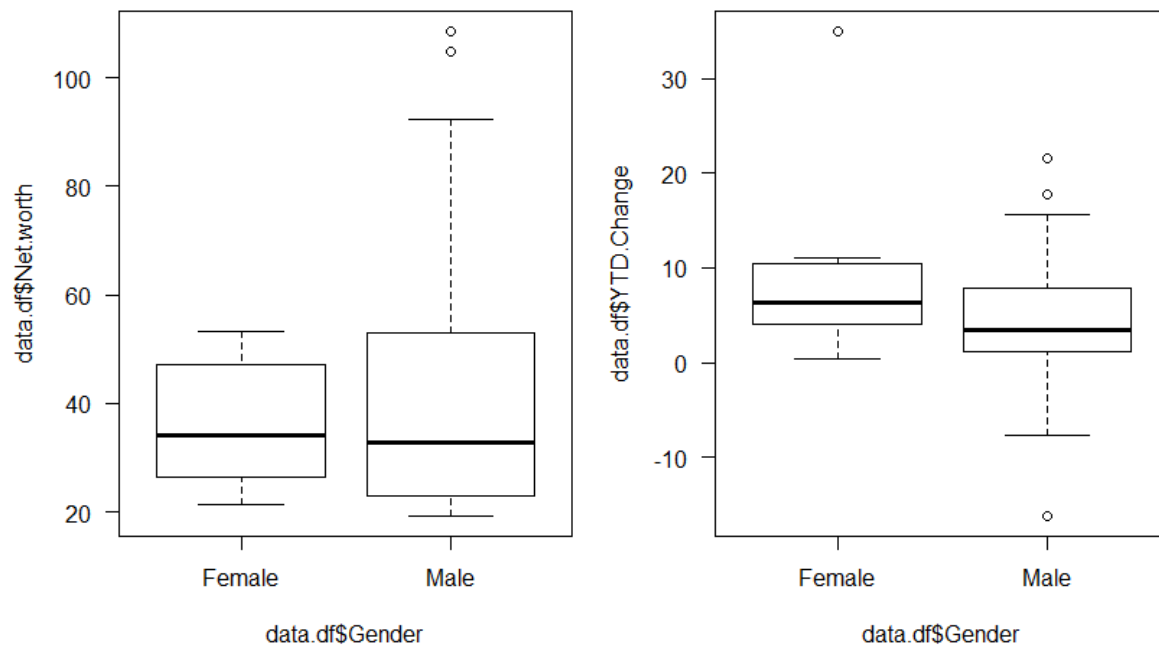 data.df$Net.worth
100
80
60
40
20
Female Male
data.df$Gender
data.df$YTD.Change
30
20
10
0
-10
Female Male
data.df$Gender